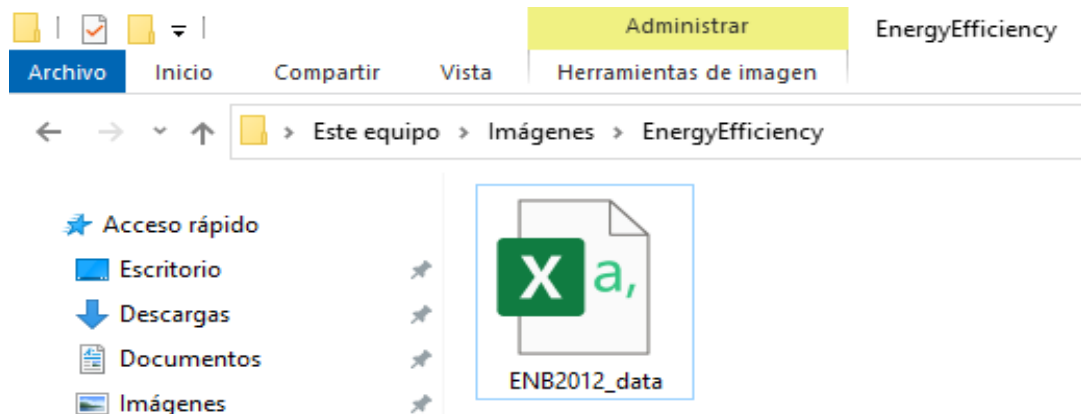 Administrar
EnergyEfficiency
Archivo Inicio Compartir Vista Herramientas de imagen
Este equipo > Imágenes > EnergyEfficiency
Acceso rápido
Escritorio
Descargas
Documentos
Imágenes
X a,
ENB2012_data